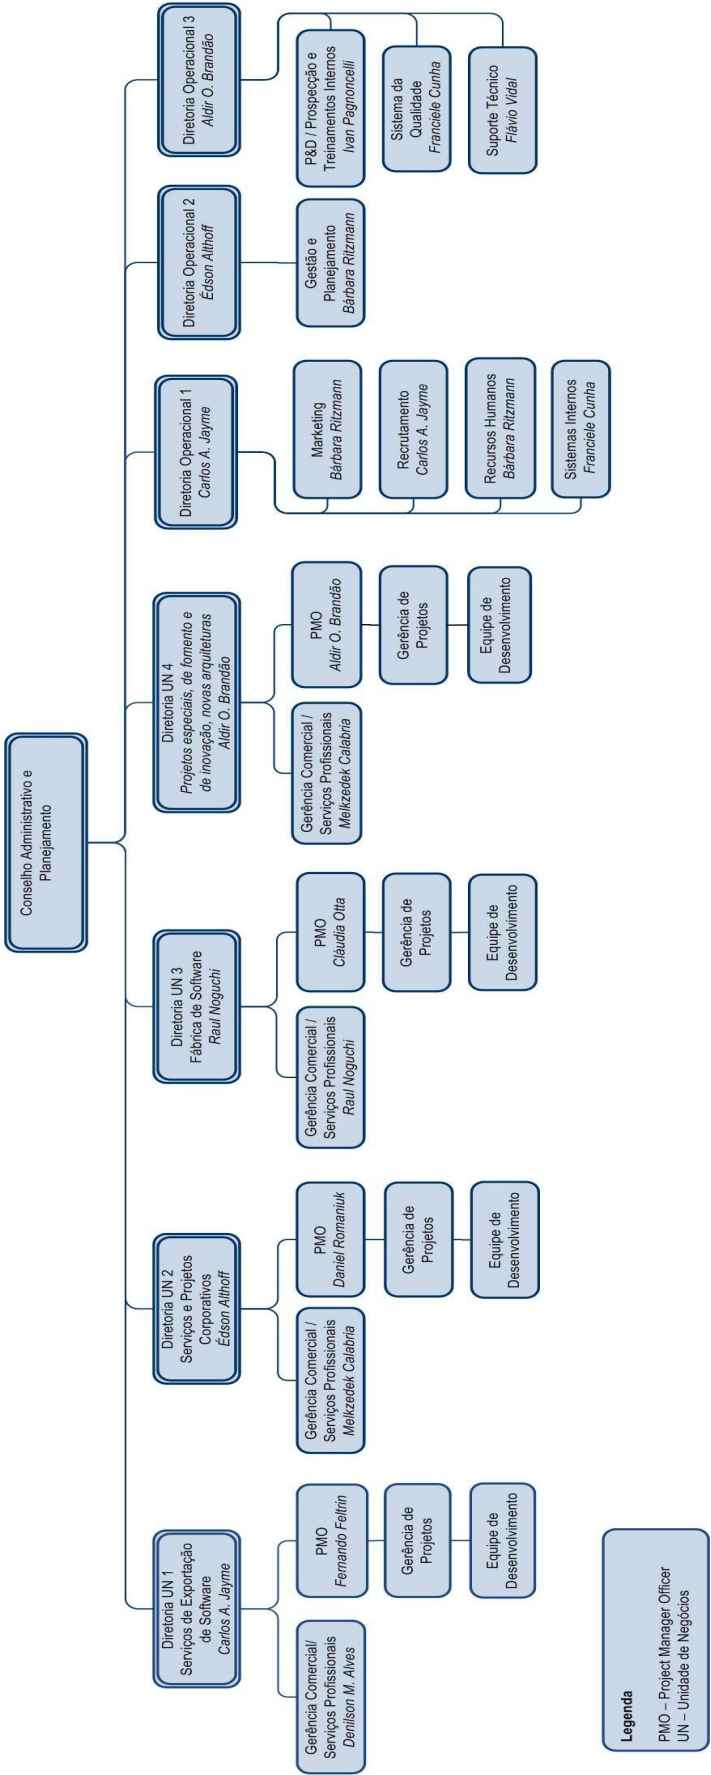 Conselho Administrativo e
Planejamento
Diretoria UN 1
Serviços de Exportação
de Software
Carlos A. Jayme
Gerência Comercial/
Serviços Profissionais
Denilson M. Alves
PMO
Fernando Feltrin
Gerência de
Projetos
Equipe de
Desenvolvimento
Diretoria UN 2
Serviços e Projetos
Corporativos
Édson Althoff
Gerência Comercial /
Serviços Profissionais
Melkzedek Calabria
PMO
Daniel Romaniuk
Gerência de
Projetos
Equipe de
Desenvolvimento
Diretoria UN 3
Fábrica de Software
Raul Noguchi
Gerência Comercial /
Serviços Profissionais
Raul Noguchi
PMO
Cláudia Otta
Gerência de
Projetos
Equipe de
Desenvolvimento
Diretoria UN 4
Projetos especiais, de fomento e
de inovação, novas arquiteturas
Aldir O. Brandão
Gerência Comercial /
Serviços Profissionais
Melkzedek Calabria
PMO
Aldir O. Brandão
Gerência de
Projetos
Equipe de
Desenvolvimento
Diretoria Operacional 1
Carlos A. Jayme
Marketing
Bárbara Ritzmann
Recrutamento
Carlos A. Jayme
Recursos Humanos
Bárbara Ritzmann
Sistemas Internos
Franciele Cunha
Diretoria Operacional 2
Édson Althoff
Gestão e
Planejamento
Bárbara Ritzmann
Diretoria Operacional 3
Aldir O. Brandão
P&D / Prospecção e
Treinamentos Internos
Ivan Pagnoncelli
Sistema da
Qualidade
Franciele Cunha
Suporte Técnico
Flávio Vidal
Legenda
PMO – Project Manager Officer
UN – Unidade de Negócios